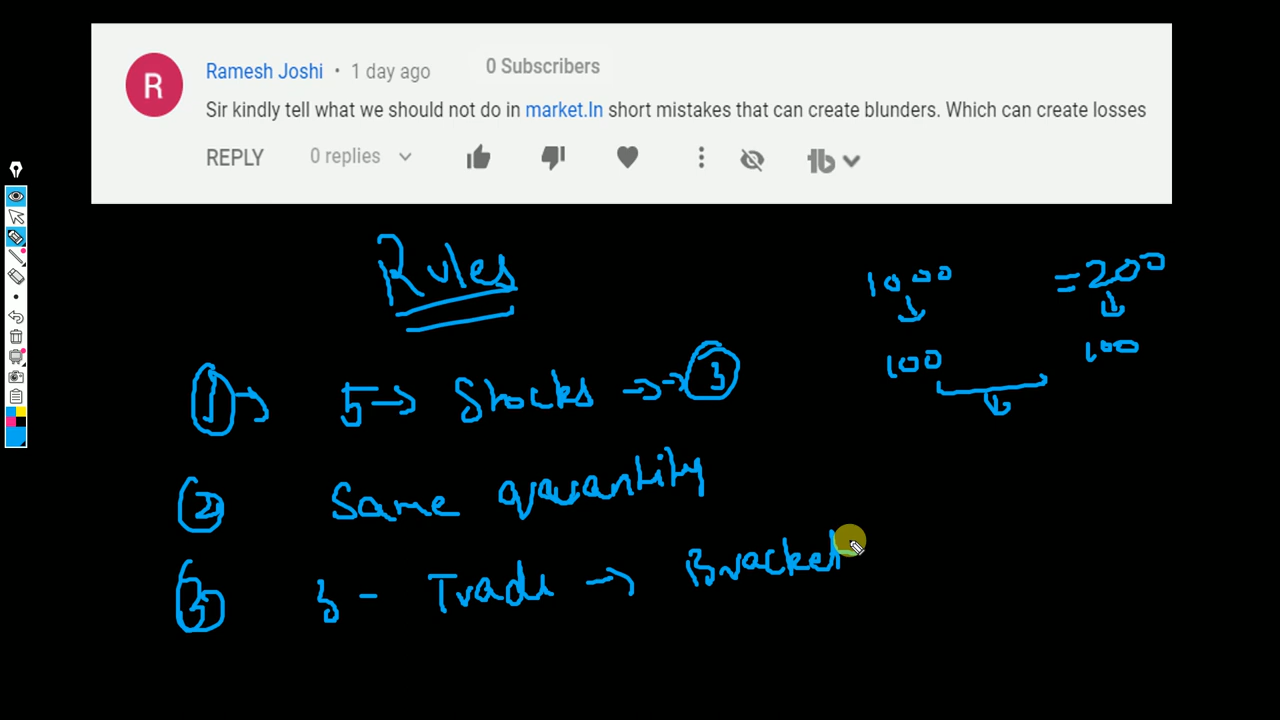 R Ramesh Joshi • 1 day ago 0 Subscribers
Sir kindly tell what we should not do in market.In short mistakes that can create blunders. Which can create losses
REPLY 0 replies
Rules
1000 = 200
100 100
1 → 5 → Stocks → → 3
2 Same quantity
3 3 - Trade → Bracket